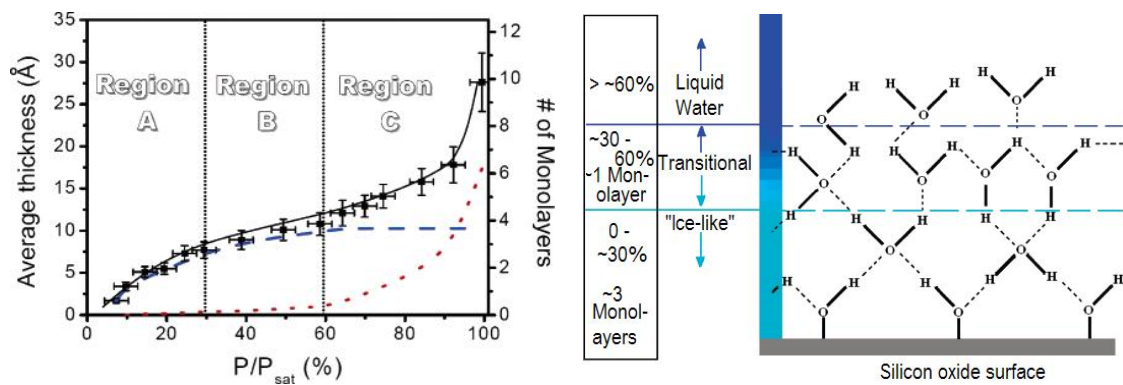 35
30
25
20
15
10
5
0
Average thickness (Å)
Region
A
Region
B
Region
C
12
10
8
6
4
2
0
# of Monolayers
0 20 40 60 80 100
P/Psat (%)
> ~60%
Liquid
Water
~30 -
60%
~1 Mon-
olayer
Transitional
"Ice-like"
0 -
~30%
~3
Monol-
ayers
H H H H H
O O O
H H H H H H
O O O O
H H H H H
O O
H H H H H H H
O O O
Silicon oxide surface